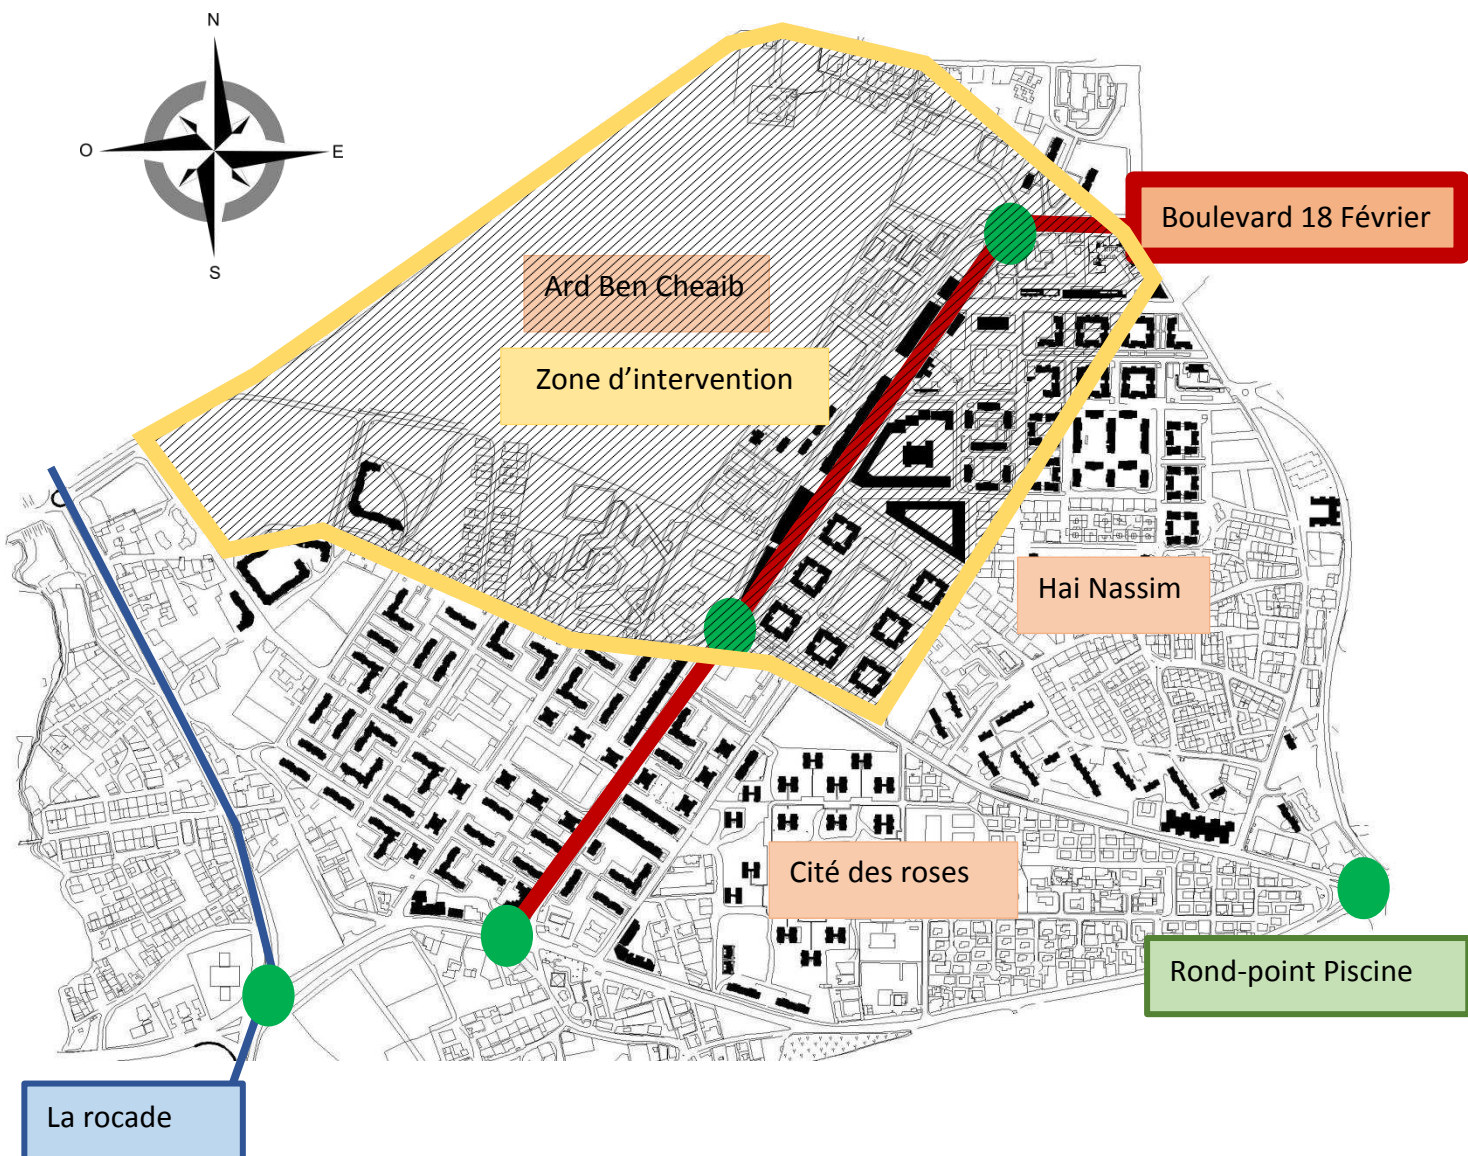 N
O
E
S
Boulevard 18 Février
Ard Ben Cheaib
Zone d’intervention
Hai Nassim
Cité des roses
Rond-point Piscine
La rocade